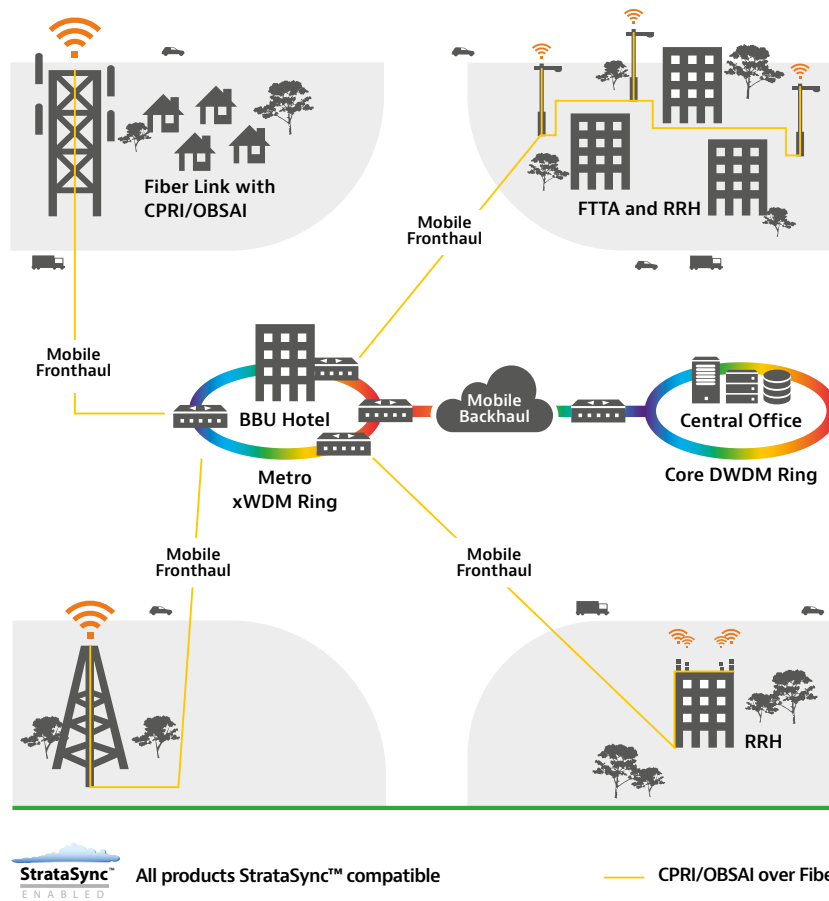 Fiber Link with
CPRI/OBSAI
FTTA and RRH
Mobile
Fronthaul
Mobile
Fronthaul
BBU Hotel
Mobile
Backhaul
Central Office
Metro
xWDM Ring
Core DWDM Ring
Mobile
Fronthaul
Mobile
Fronthaul
RRH
StrataSync™
ENABLED
All products StrataSync™ compatible
CPRI/OBSAI over Fibe